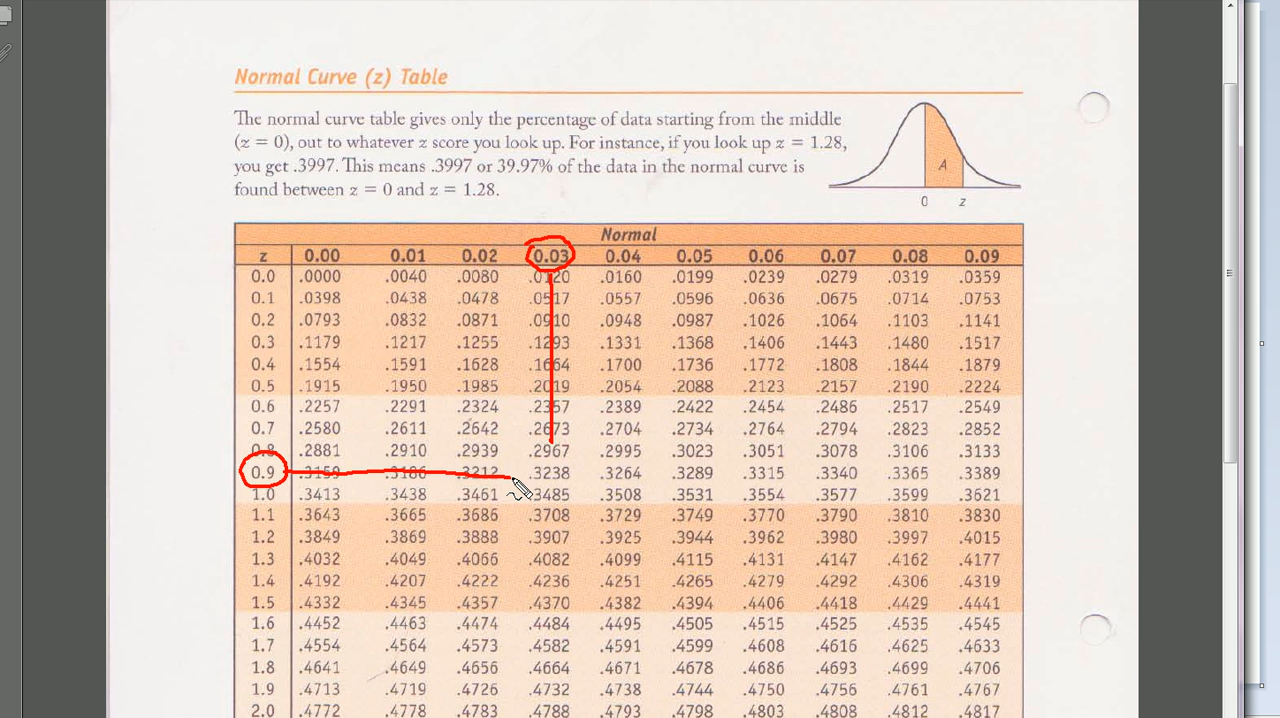 Normal Curve (z) Table
The normal curve table gives only the percentage of data starting from the middle
(z = 0), out to whatever z score you look up. For instance, if you look up z = 1.28,
you get .3997. This means .3997 or 39.97% of the data in the normal curve is
found between z = 0 and z = 1.28.
A
0 z
Normal
z 0.00 0.01 0.02 0.03 0.04 0.05 0.06 0.07 0.08 0.09
0.0 .0000 .0040 .0080 .0120 .0160 .0199 .0239 .0279 .0319 .0359
0.1 .0398 .0438 .0478 .0517 .0557 .0596 .0636 .0675 .0714 .0753
0.2 .0793 .0832 .0871 .0910 .0948 .0987 .1026 .1064 .1103 .1141
0.3 .1179 .1217 .1255 .1293 .1331 .1368 .1406 .1443 .1480 .1517
0.4 .1554 .1591 .1628 .1664 .1700 .1736 .1772 .1808 .1844 .1879
0.5 .1915 .1950 .1985 .2019 .2054 .2088 .2123 .2157 .2190 .2224
0.6 .2257 .2291 .2324 .2357 .2389 .2422 .2454 .2486 .2517 .2549
0.7 .2580 .2611 .2642 .2673 .2704 .2734 .2764 .2794 .2823 .2852
0.8 .2881 .2910 .2939 .2967 .2995 .3023 .3051 .3078 .3106 .3133
0.9 .3159 .3186 .3212 .3238 .3264 .3289 .3315 .3340 .3365 .3389
1.0 .3413 .3438 .3461 .3485 .3508 .3531 .3554 .3577 .3599 .3621
1.1 .3643 .3665 .3686 .3708 .3729 .3749 .3770 .3790 .3810 .3830
1.2 .3849 .3869 .3888 .3907 .3925 .3944 .3962 .3980 .3997 .4015
1.3 .4032 .4049 .4066 .4082 .4099 .4115 .4131 .4147 .4162 .4177
1.4 .4192 .4207 .4222 .4236 .4251 .4265 .4279 .4292 .4306 .4319
1.5 .4332 .4345 .4357 .4370 .4382 .4394 .4406 .4418 .4429 .4441
1.6 .4452 .4463 .4474 .4484 .4495 .4505 .4515 .4525 .4535 .4545
1.7 .4554 .4564 .4573 .4582 .4591 .4599 .4608 .4616 .4625 .4633
1.8 .4641 .4649 .4656 .4664 .4671 .4678 .4686 .4693 .4699 .4706
1.9 .4713 .4719 .4726 .4732 .4738 .4744 .4750 .4756 .4761 .4767
2.0 .4772 .4778 .4783 .4788 .4793 .4798 .4803 .4808 .4812 .4817